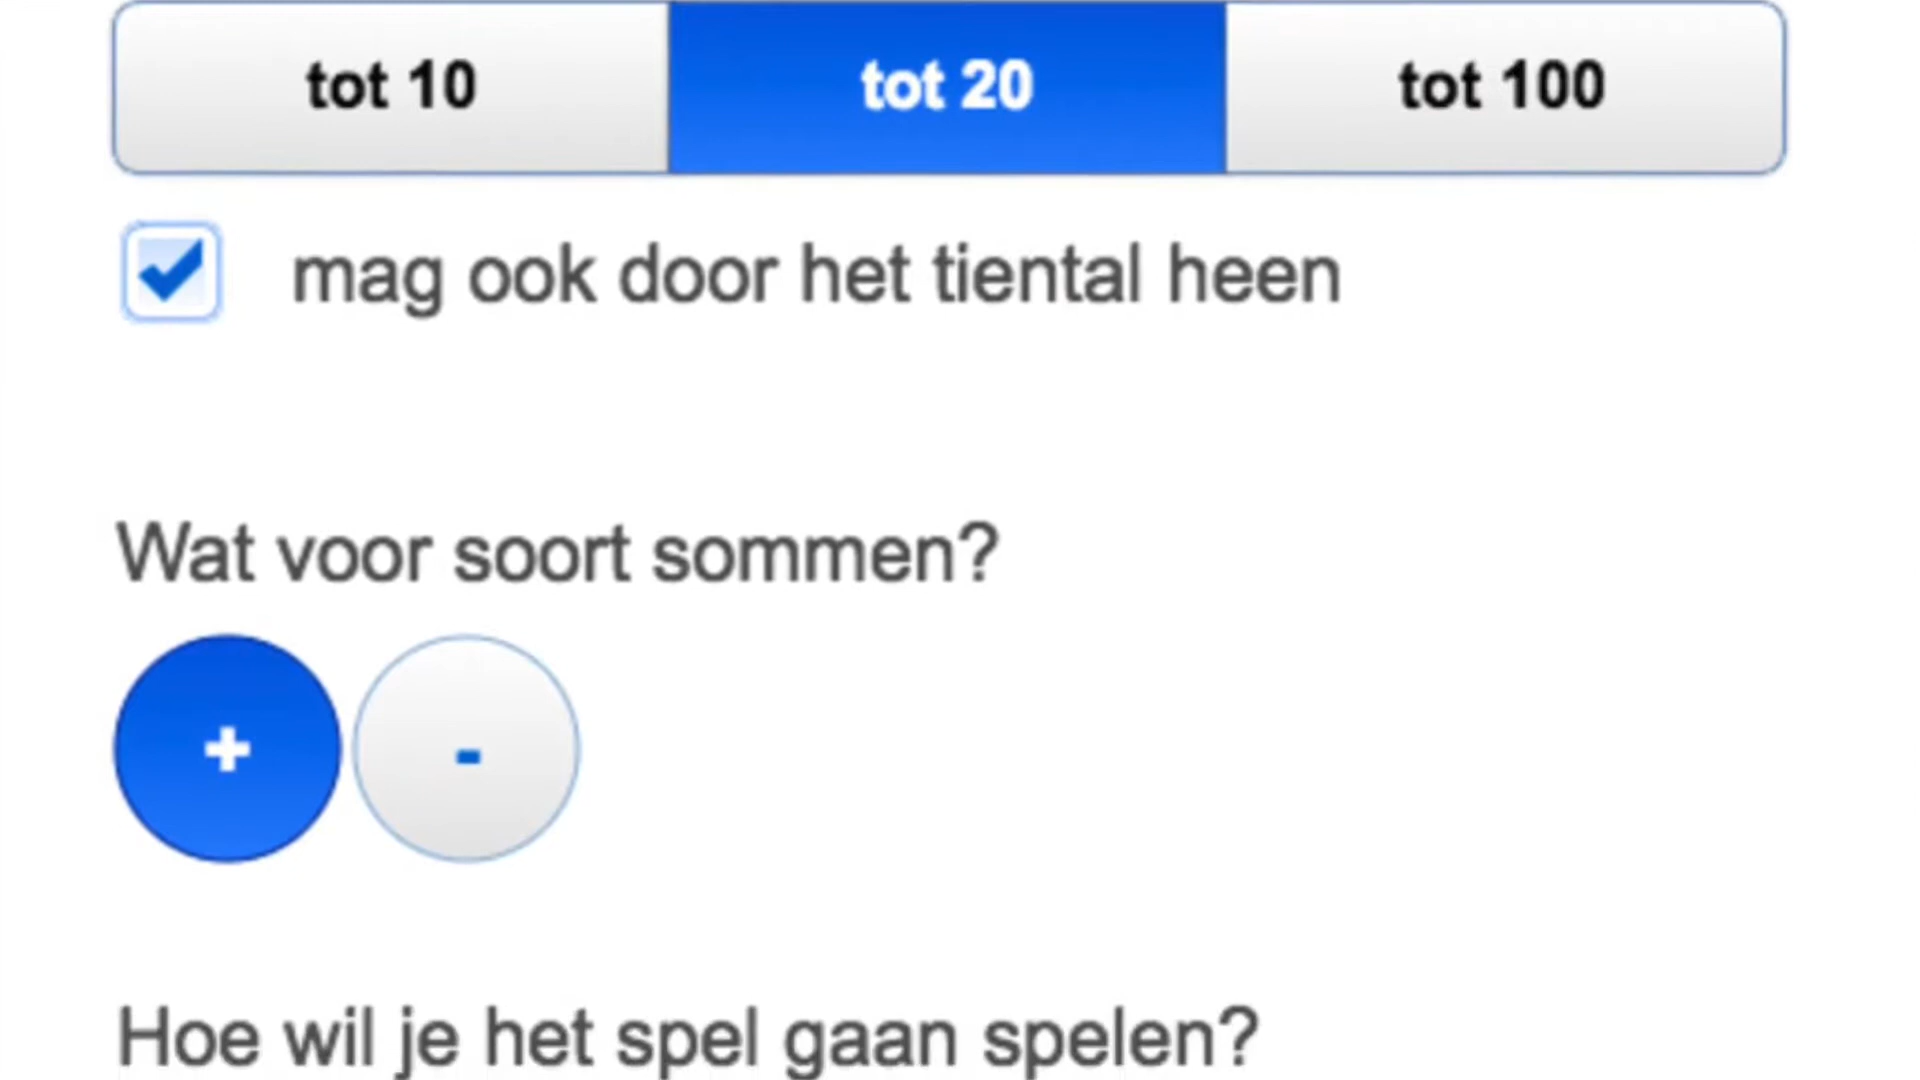 tot 10 tot 20 tot 100
mag ook door het tiental heen
Wat voor soort sommen?
+ -
Hoe wil je het spel gaan spelen?